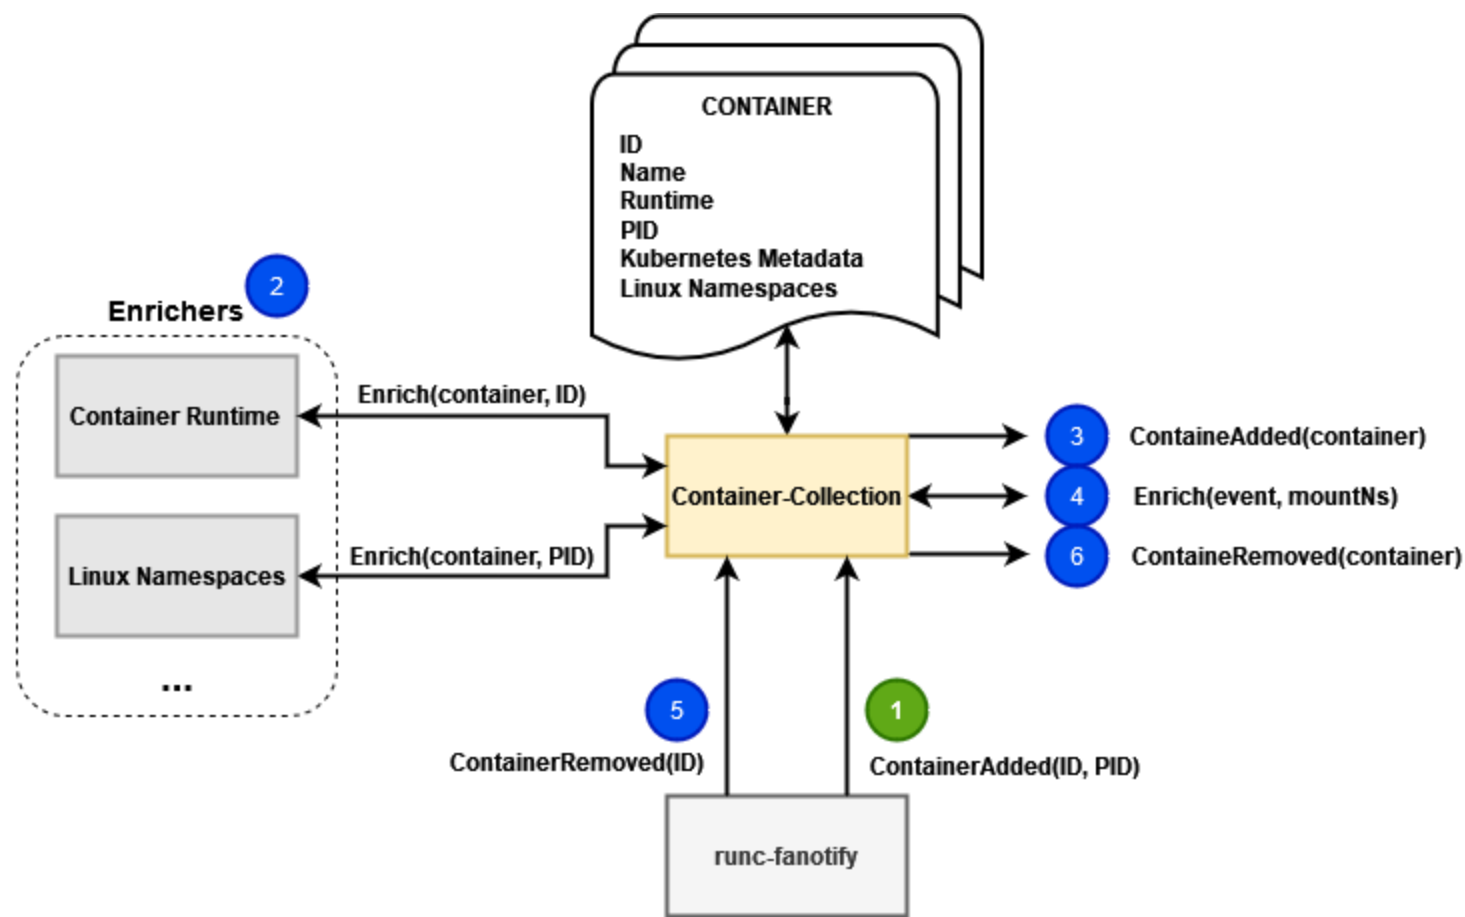 CONTAINER
ID
Name
Runtime
PID
Kubernetes Metadata
Linux Namespaces
2
Enrichers
Container Runtime
Linux Namespaces
...
Enrich(container, ID)
Enrich(container, PID)
Container-Collection
3 ContaineAdded(container)
4 Enrich(event, mountNs)
6 ContaineRemoved(container)
5
ContainerRemoved(ID)
1
ContainerAdded(ID, PID)
runc-fanotify